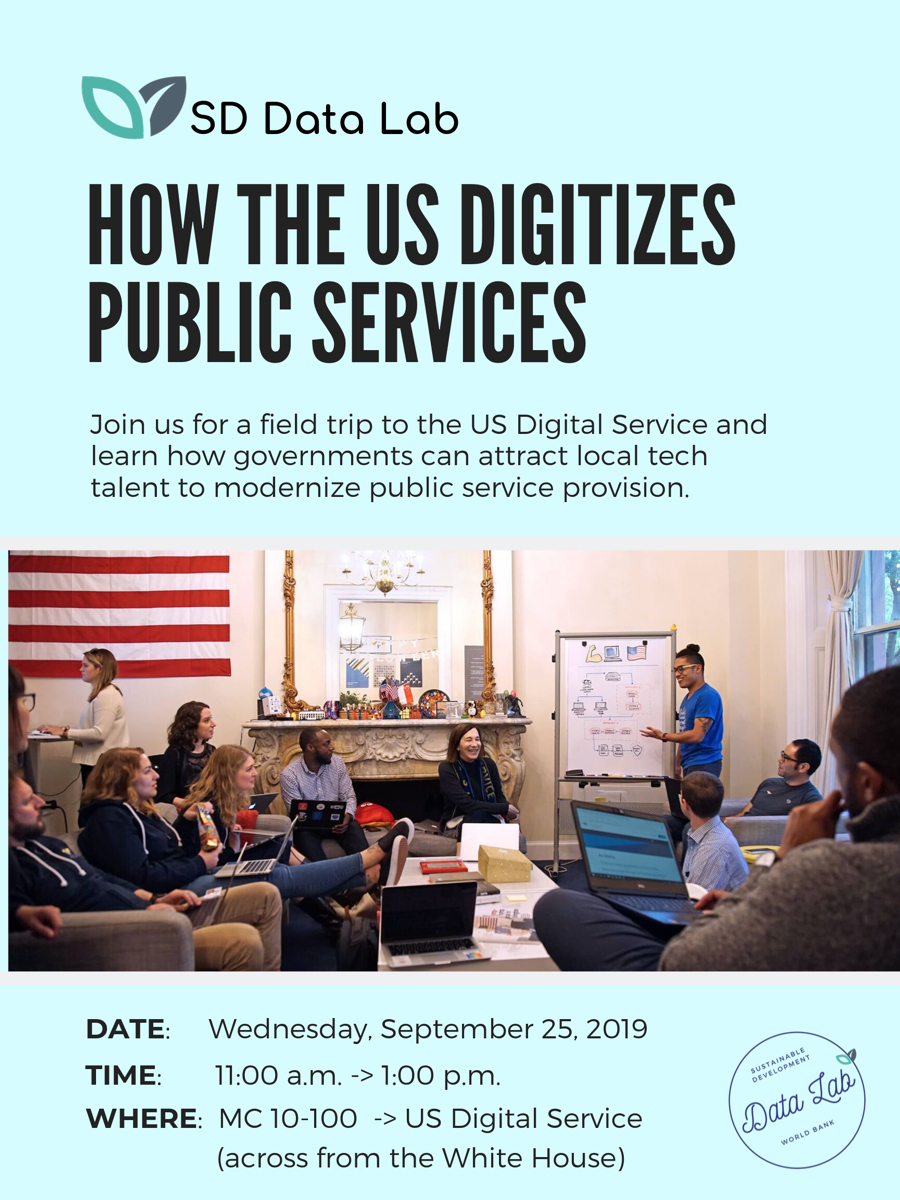 SD Data Lab
HOW THE US DIGITIZES
PUBLIC SERVICES
Join us for a field trip to the US Digital Service and
learn how governments can attract local tech
talent to modernize public service provision.
DATE: Wednesday, September 25, 2019
TIME: 11:00 a.m. -> 1:00 p.m.
WHERE: MC 10-100 -> US Digital Service
(across from the White House)
SUSTAINABLE
DEVELOPMENT
Data Lab
WORLD BANK